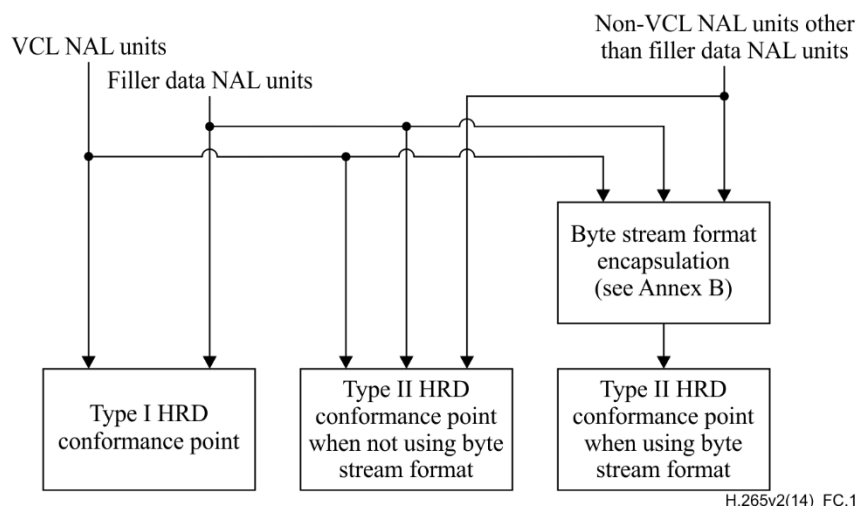 VCL NAL units
Filler data NAL units
Non-VCL NAL units other
than filler data NAL units
Byte stream format
encapsulation
(see Annex B)
Type I HRD
conformance point
Type II HRD
conformance point
when not using byte
stream format
Type II HRD
conformance point
when using byte
stream format
H.265v2(14)_FC.1